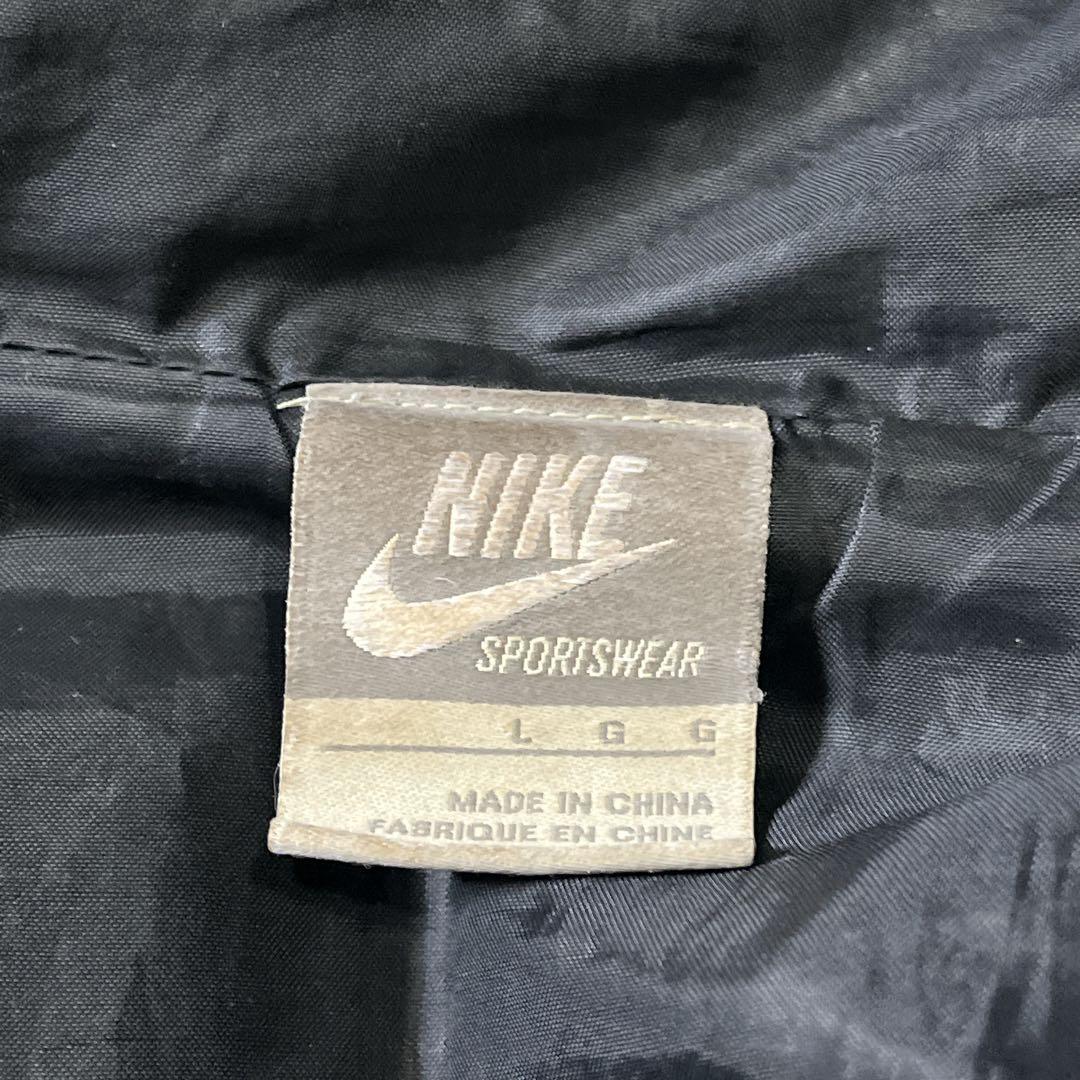 NIKE
SPORTSWEAR
L G G
MADE IN CHINA
FABRIQUE EN CHINE